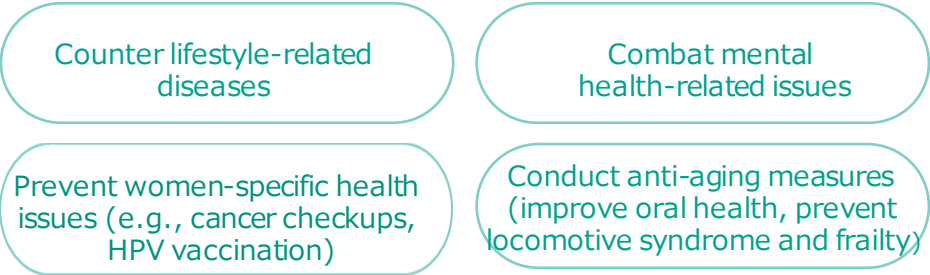 Counter lifestyle-related
diseases
Combat mental
health-related issues
Prevent women-specific health
issues (e.g., cancer checkups,
HPV vaccination)
Conduct anti-aging measures
(improve oral health, prevent
locomotive syndrome and frailty)